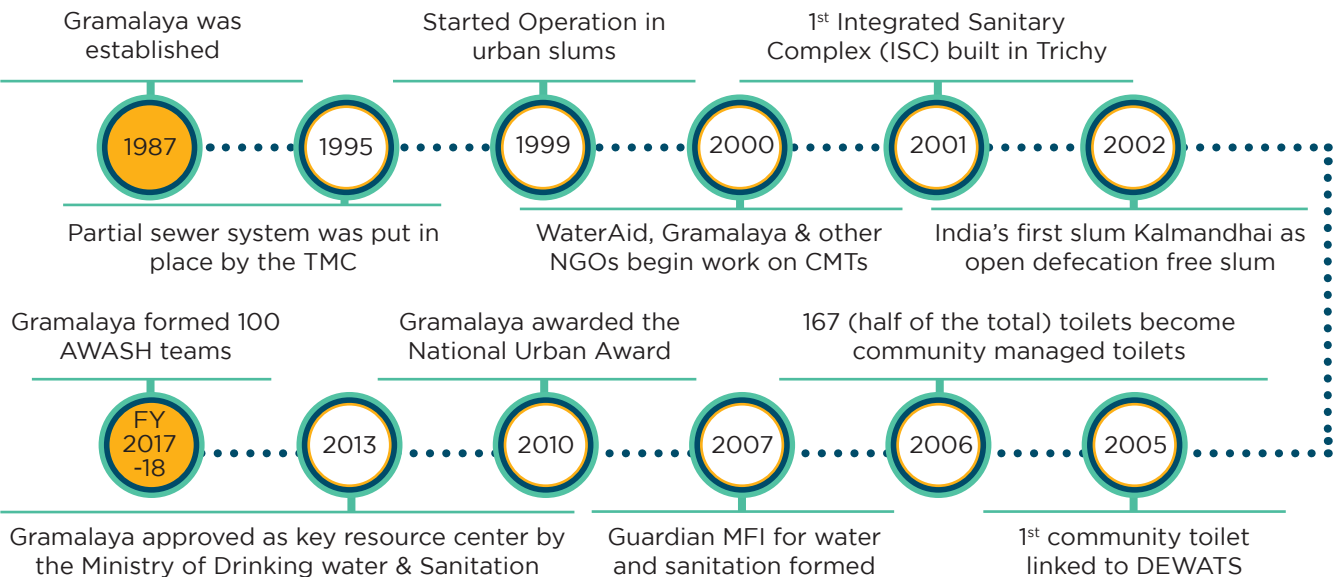 Gramalaya was
established
1987
1995
Partial sewer system was put in
place by the TMC
Started Operation in
urban slums
1999
2000
WaterAid, Gramalaya & other
NGOs begin work on CMTs
1st Integrated Sanitary
Complex (ISC) built in Trichy
2001
2002
India’s first slum Kalmandhai as
open defecation free slum
2005
1st community toilet
linked to DEWATS
167 (half of the total) toilets become
community managed toilets
2006
2007
Guardian MFI for water
and sanitation formed
Gramalaya awarded the
National Urban Award
2010
2013
Gramalaya approved as key resource center by
the Ministry of Drinking water & Sanitation
Gramalaya formed 100
AWASH teams
FY
2017
-18